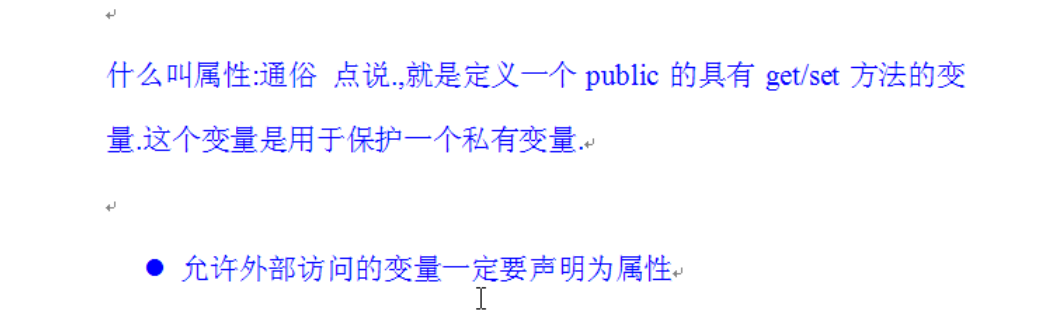 什么叫属性:通俗 点说.,就是定义一个 public 的具有 get/set 方法的变
量.这个变量是用于保护一个私有变量.
● 允许外部访问的变量一定要声明为属性